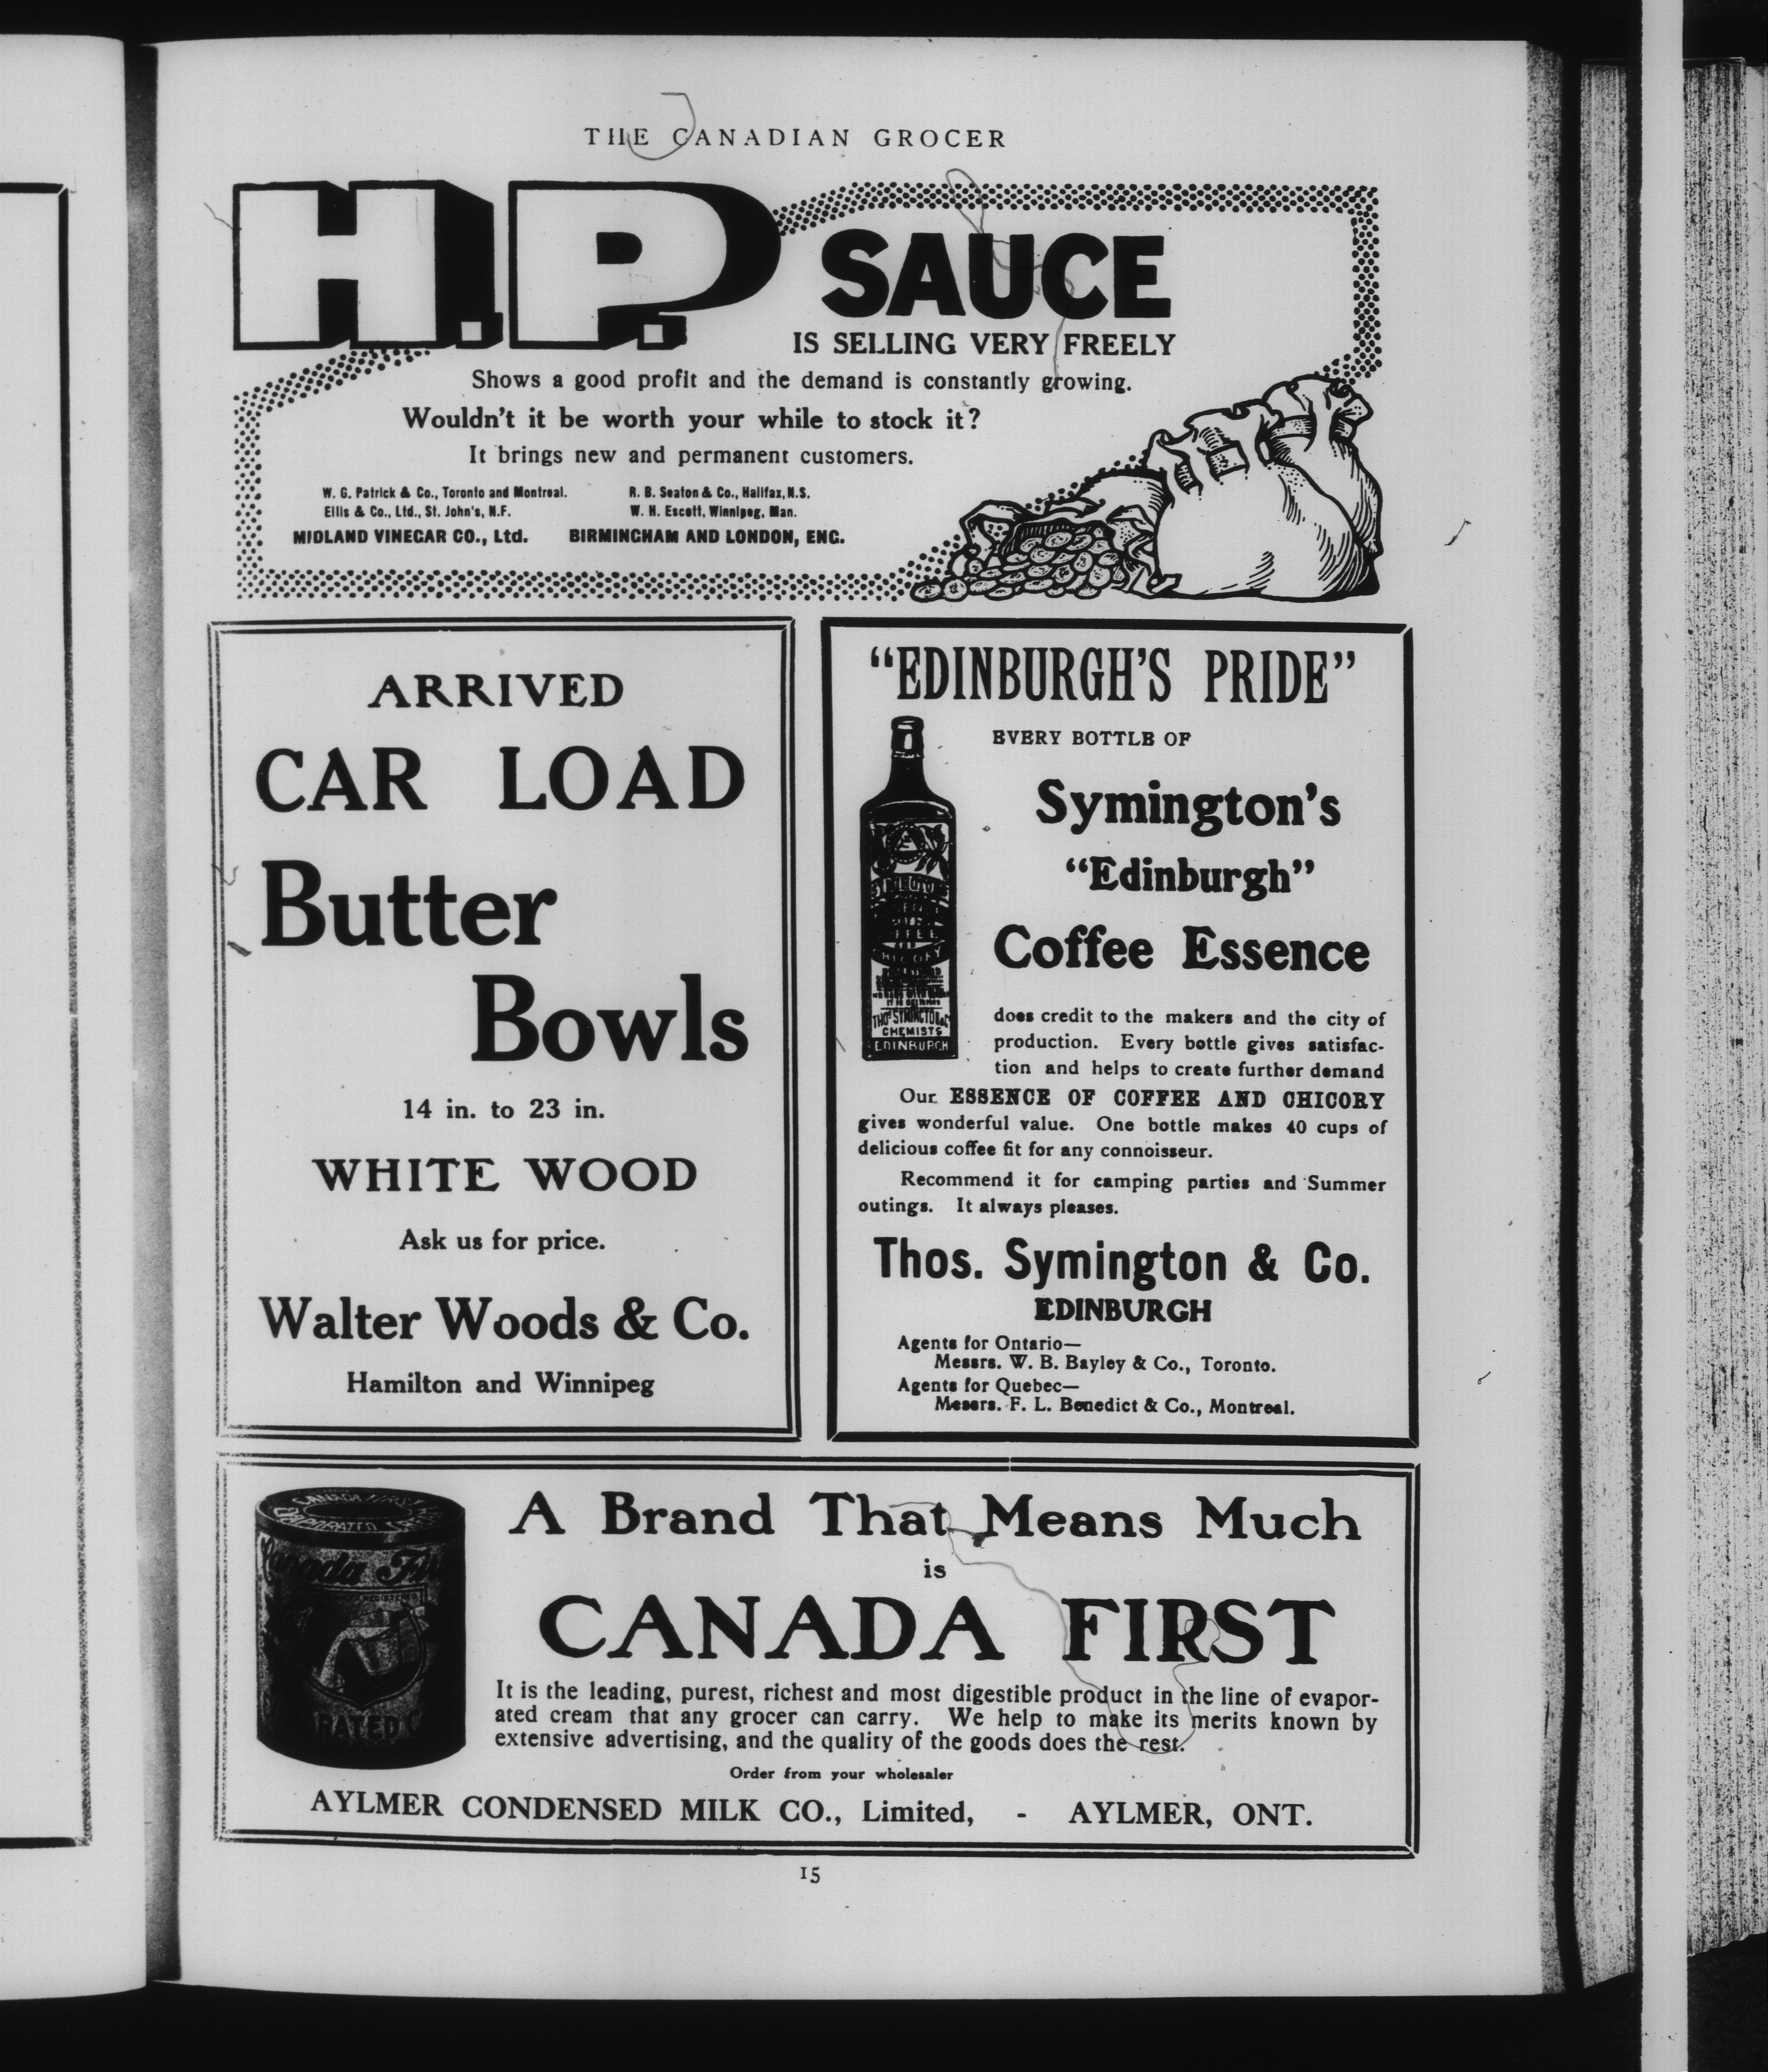 THE CANADIAN GROCER
H.P. SAUCE
IS SELLING VERY FREELY
Shows a good profit and the demand is constantly growing.
Wouldn't it be worth your while to stock it?
It brings new and permanent customers.
W. G. Patrick & Co., Toronto and Montreal.
R. B. Seaton & Co., Halifax, N.S.
Ellis & Co., Ltd., St. John's, N.F.
W. H. Escott, Winnipeg, Man.
MIDLAND VINEGAR CO., Ltd. BIRMINGHAM AND LONDON, ENG.
ARRIVED
CAR LOAD
Butter
Bowls
14 in. to 23 in.
WHITE WOOD
Ask us for price.
Walter Woods & Co.
Hamilton and Winnipeg
"EDINBURGH'S PRIDE"
EVERY BOTTLE OF
Symington's
"Edinburgh"
Coffee Essence
does credit to the makers and the city of
production. Every bottle gives satisfac-
tion and helps to create further demand
Our ESSENCE OF COFFEE AND CHICORY
gives wonderful value. One bottle makes 40 cups of
delicious coffee fit for any connoisseur.
Recommend it for camping parties and Summer
outings. It always pleases.
Thos. Symington & Co.
EDINBURGH
Agents for Ontario—
Messrs. W. B. Bayley & Co., Toronto.
Agents for Quebec—
Messrs. F. L. Benedict & Co., Montreal.
THOS SYMINGTON & Co
CHEMISTS
EDINBURGH
A Brand That Means Much
is
CANADA FIRST
It is the leading, purest, richest and most digestible product in the line of evapor-
ated cream that any grocer can carry. We help to make its merits known by
extensive advertising, and the quality of the goods does the rest.
Order from your wholesaler
AYLMER CONDENSED MILK CO., Limited, - AYLMER, ONT.
CANADA FIRST
EVAPORATED CREAM
Canada Fir
RATED
15